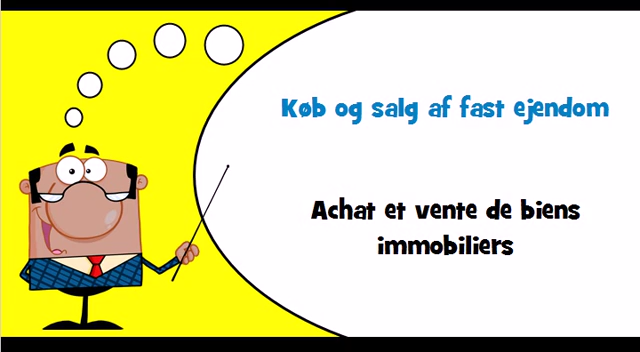 Køb og salg af fast ejendom
Achat et vente de biens
immobiliers